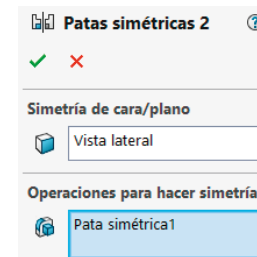 Patas simétricas 2
Simetría de cara/plano
Vista lateral
Operaciones para hacer simetría
Pata simétrica1